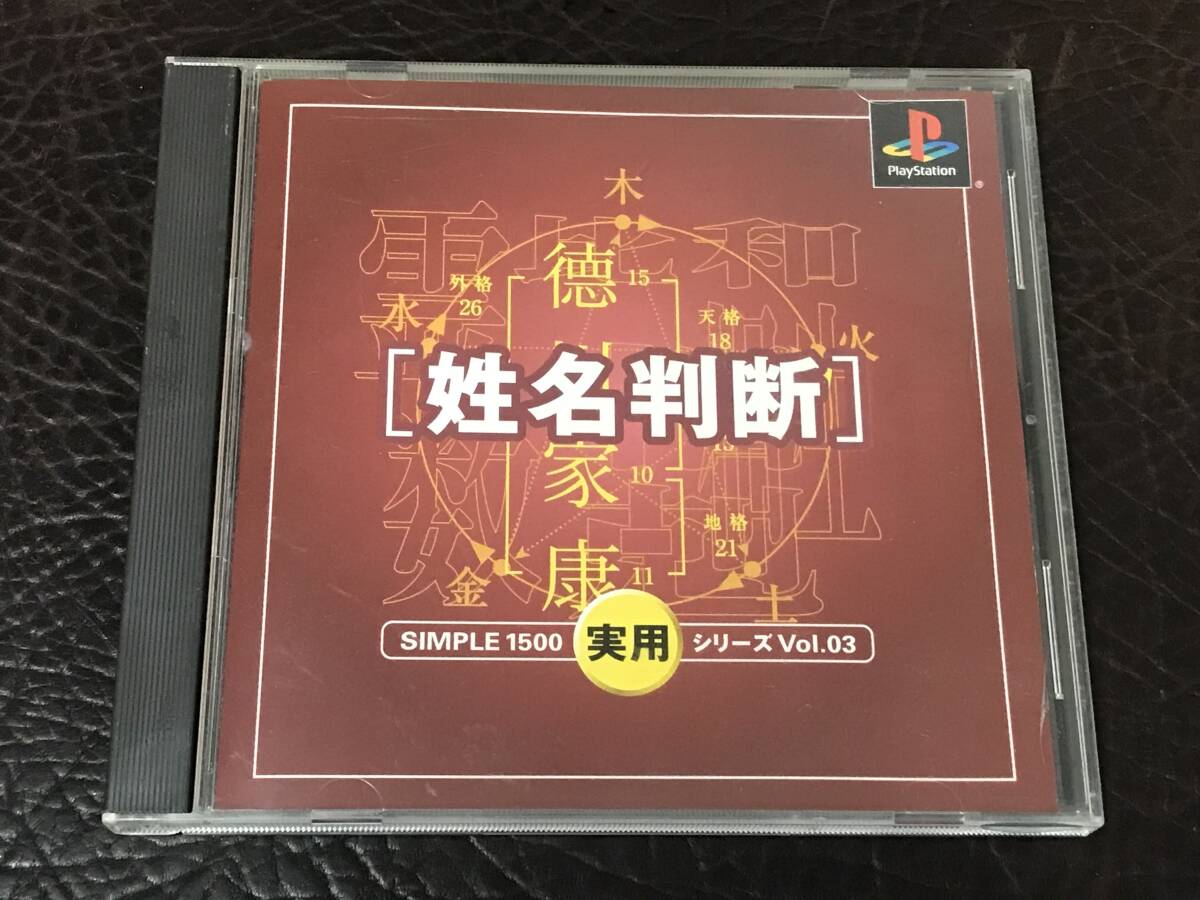 PlayStation
®
木
徳 15
外格
26
水
天格
18
火
[姓名判断]
家 10
地格
21
康 11
金
土
SIMPLE 1500 実用 シリーズ Vol.03